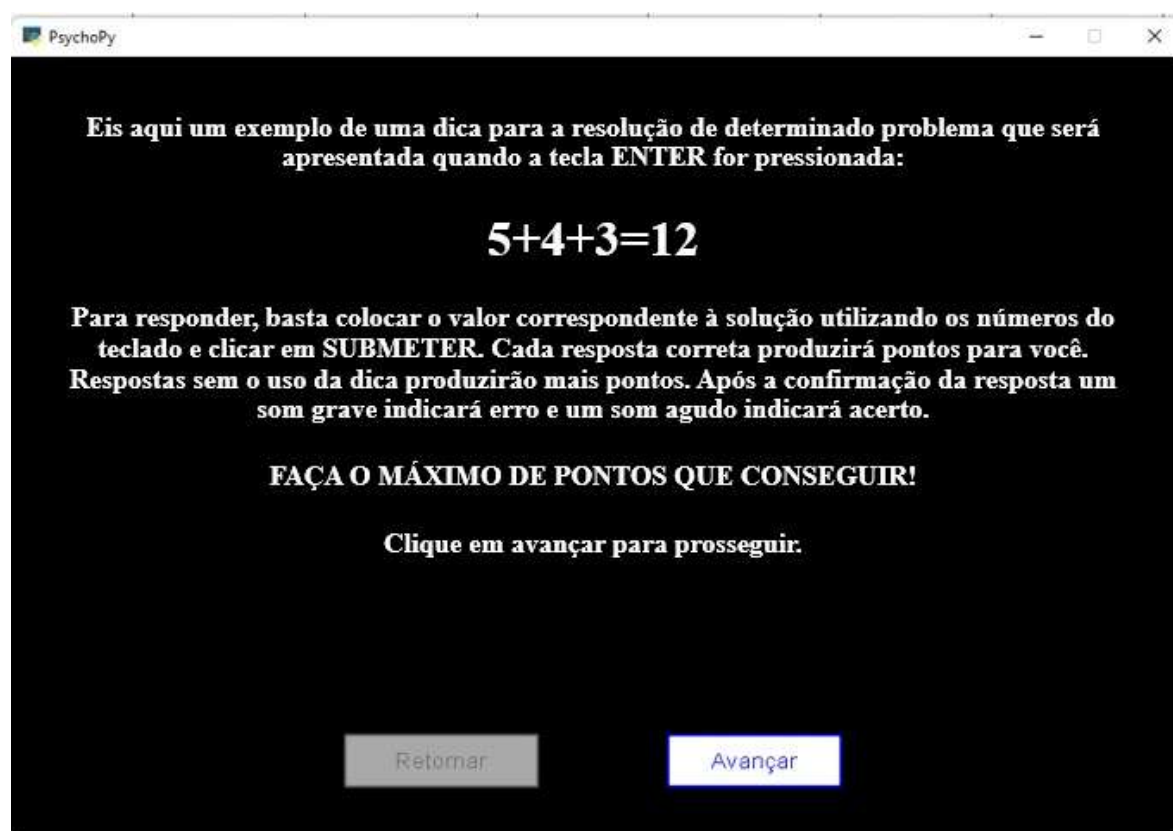 PsychoPy
Eis aqui um exemplo de uma dica para a resolução de determinado problema que será
apresentada quando a tecla ENTER for pressionada:
5+4+3=12
Para responder, basta colocar o valor correspondente à solução utilizando os números do
teclado e clicar em SUBMETER. Cada resposta correta produzirá pontos para você.
Respostas sem o uso da dica produzirão mais pontos. Após a confirmação da resposta um
som grave indicará erro e um som agudo indicará acerto.
FAÇA O MÁXIMO DE PONTOS QUE CONSEGUIR!
Clique em avançar para prosseguir.
Retornar
Avançar